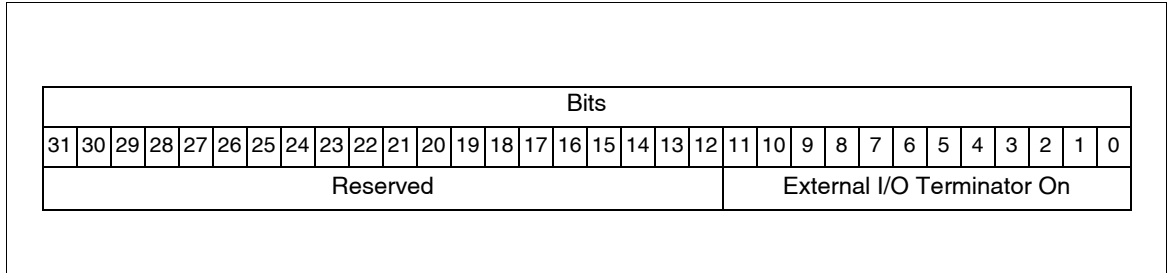 Bits
31 30 29 28 27 26 25 24 23 22 21 20 19 18 17 16 15 14 13 12 11 10 9 8 7 6 5 4 3 2 1 0
Reserved External I/O Terminator On